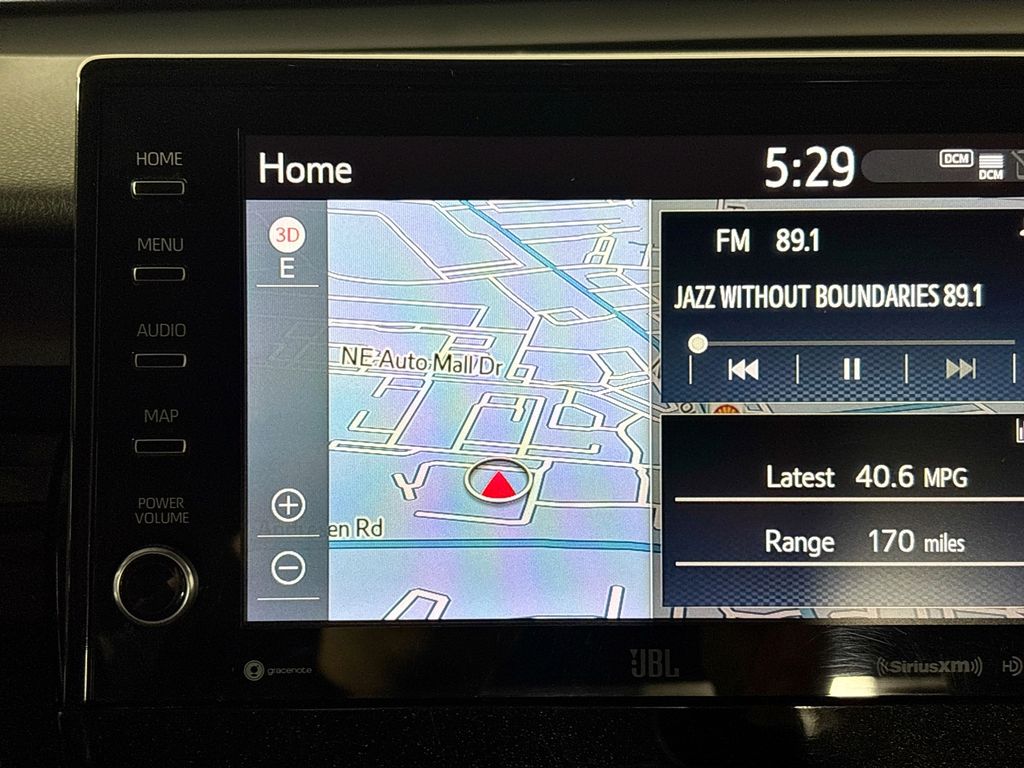 HOME
MENU
AUDIO
MAP
POWER
VOLUME
Home
5:29
DCM
DCM
3D
E
NE Auto Mall Dr
en Rd
FM 89.1
JAZZ WITHOUT BOUNDARIES 89.1
Latest 40.6 MPG
Range 170 miles
gracenote
JBL
SiriusXM
HD